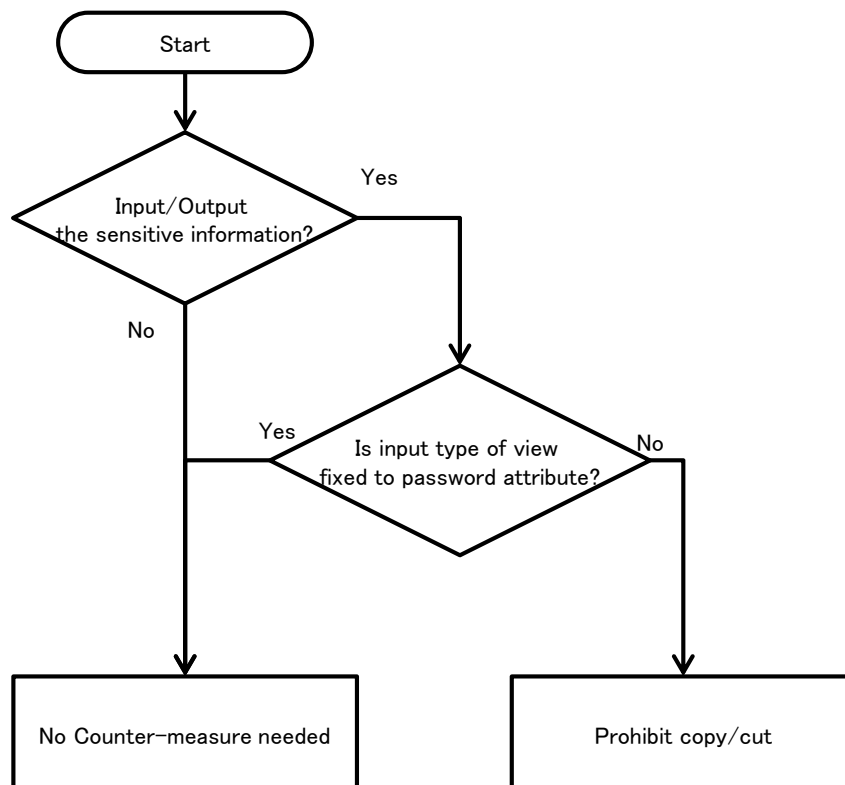 Start
Yes
Input/Output
the sensitive information?
No
Yes
Is input type of view
fixed to password attribute?
No
No Counter-measure needed
Prohibit copy/cut